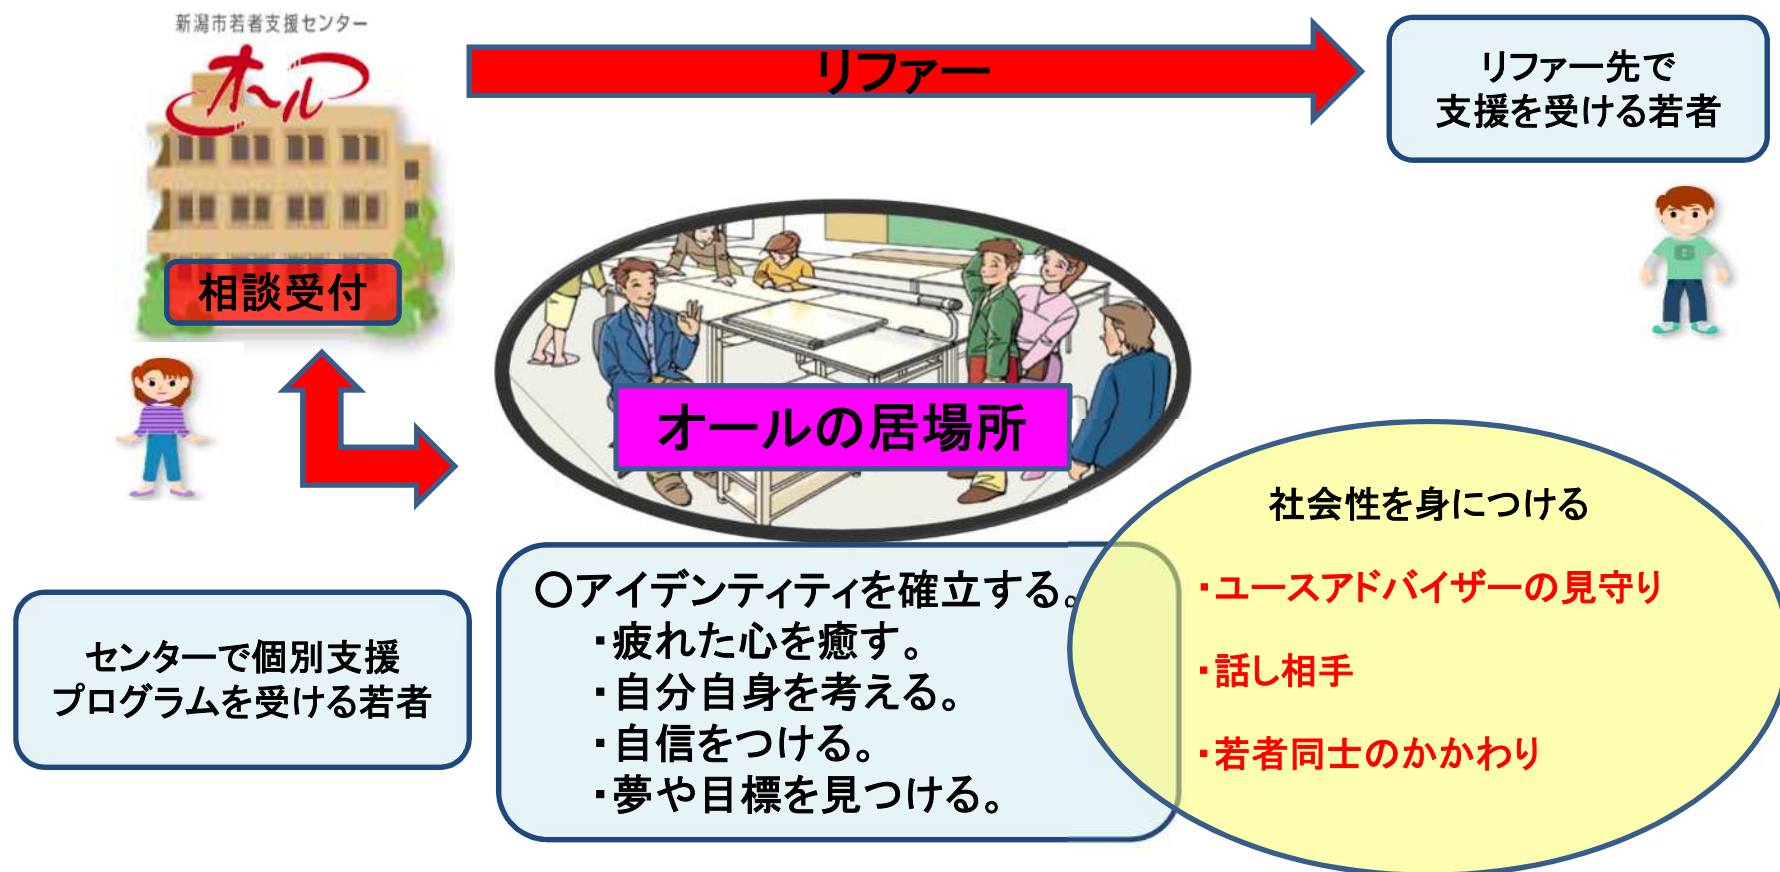 新潟市若者支援センター
オール
リファー
リファー先で
支援を受ける若者
相談受付
オールの居場所
センターで個別支援
プログラムを受ける若者
〇アイデンティティを確立する。
・疲れた心を癒す。
・自分自身を考える。
・自信をつける。
・夢や目標を見つける。
社会性を身につける
・ユースアドバイザーの見守り
・話し相手
・若者同士のかかわり